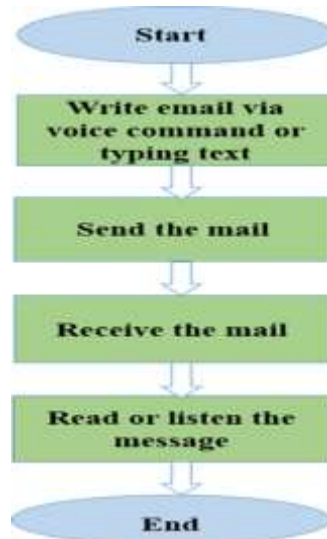 Start
Write email via
voice command or
typing text
Send the mail
Receive the mail
Read or listen the
message
End